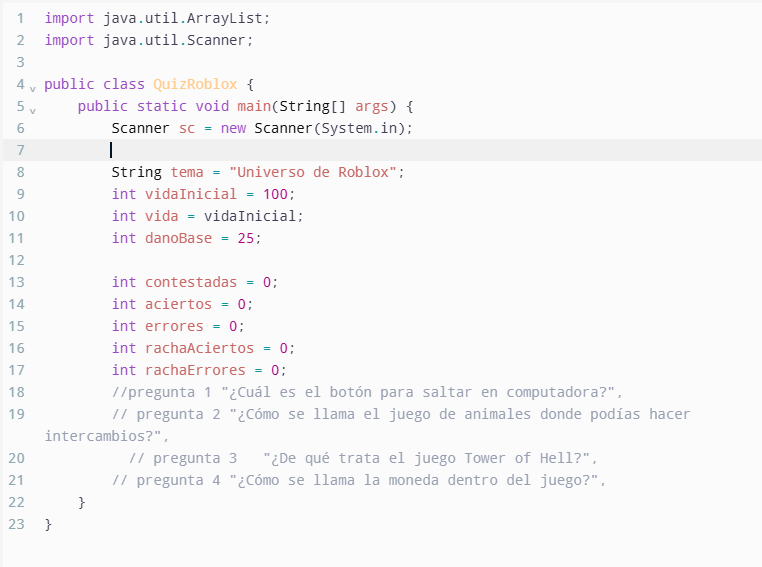 1 import java.util.ArrayList;
2 import java.util.Scanner;
3
4 public class QuizRoblox {
5     public static void main(String[] args) {
6         Scanner sc = new Scanner(System.in);
7
8         String tema = "Universo de Roblox";
9         int vidaInicial = 100;
10         int vida = vidaInicial;
11         int danoBase = 25;
12
13         int contestadas = 0;
14         int aciertos = 0;
15         int errores = 0;
16         int rachaAciertos = 0;
17         int rachaErrores = 0;
18         //pregunta 1 "¿Cuál es el botón para saltar en computadora?",
19         // pregunta 2 "¿Cómo se llama el juego de animales donde podías hacer
intercambios?",
20           // pregunta 3   "¿De qué trata el juego Tower of Hell?",
21         // pregunta 4 "¿Cómo se llama la moneda dentro del juego?",
22     }
23 }